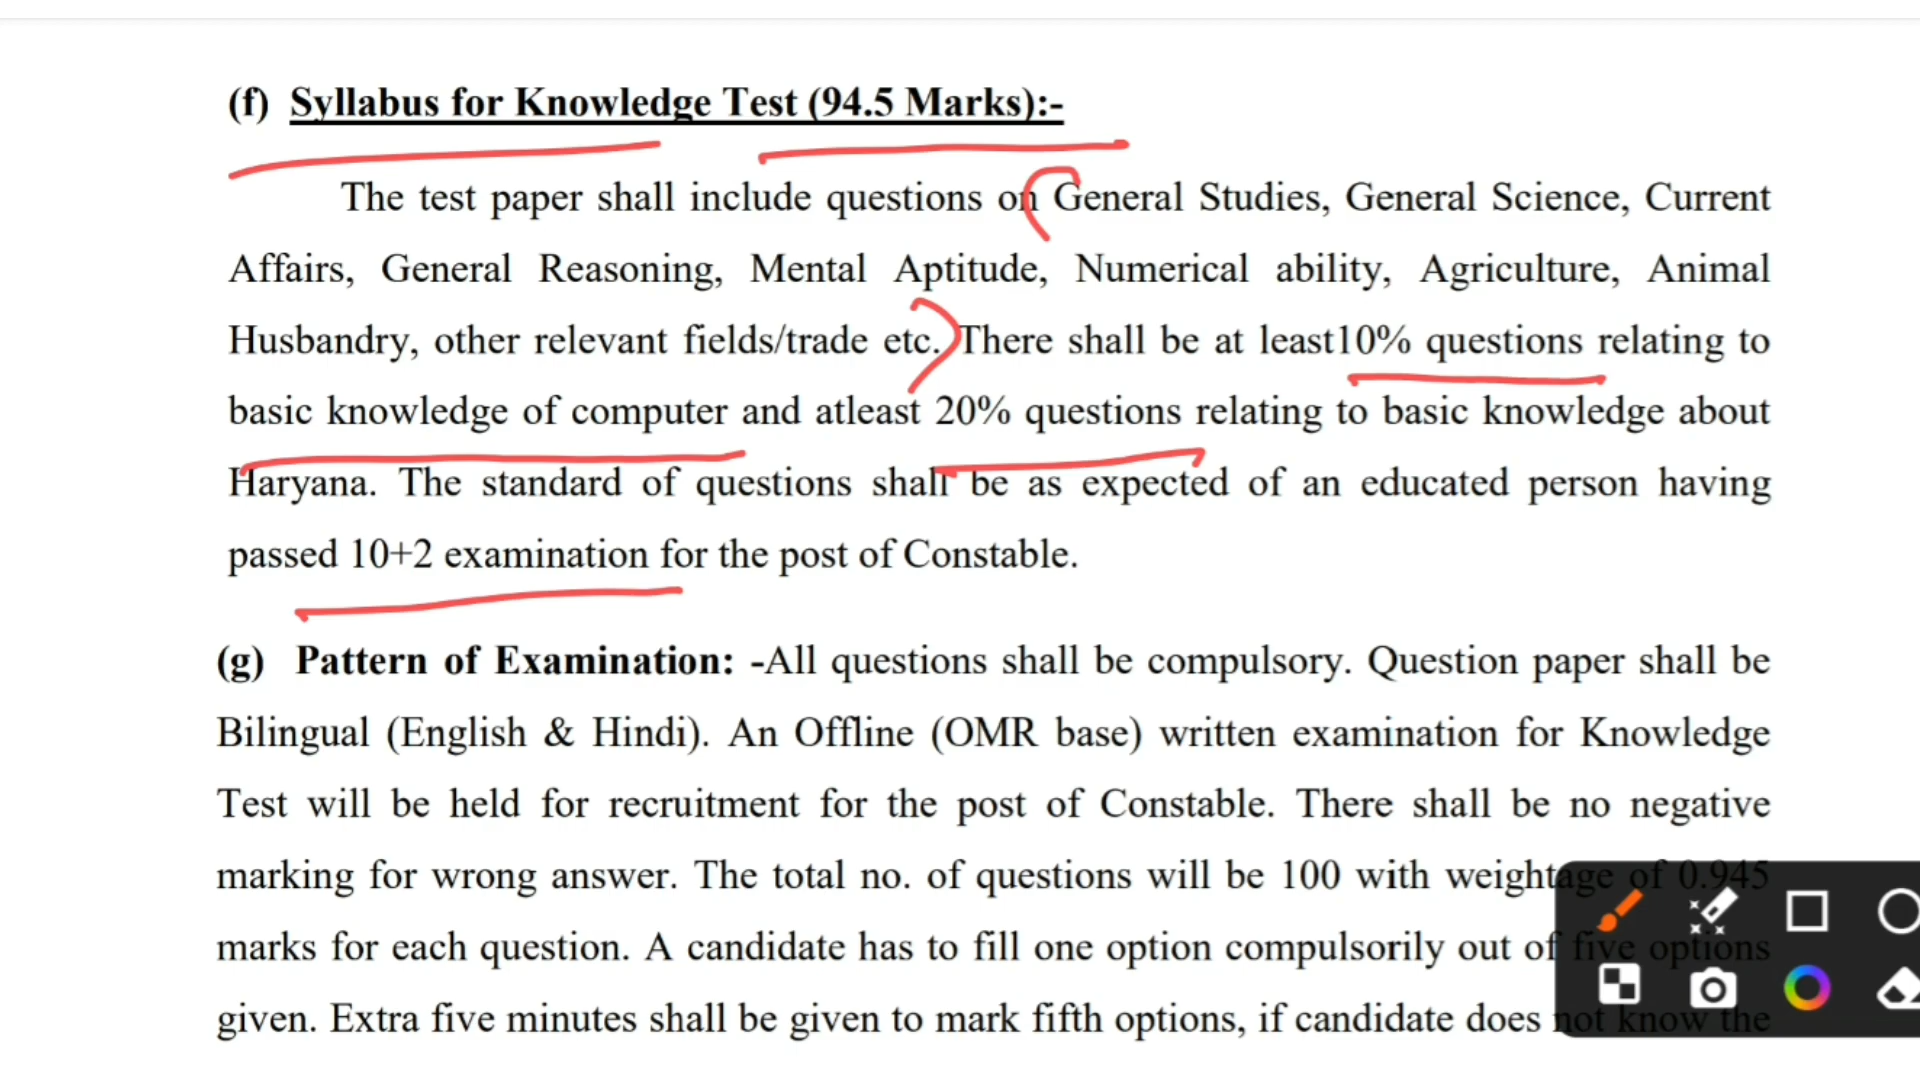 (f) Syllabus for Knowledge Test (94.5 Marks):-
The test paper shall include questions on General Studies, General Science, Current
Affairs, General Reasoning, Mental Aptitude, Numerical ability, Agriculture, Animal
Husbandry, other relevant fields/trade etc. There shall be at least10% questions relating to
basic knowledge of computer and atleast 20% questions relating to basic knowledge about
Haryana. The standard of questions shall be as expected of an educated person having
passed 10+2 examination for the post of Constable.
(g) Pattern of Examination: -All questions shall be compulsory. Question paper shall be
Bilingual (English & Hindi). An Offline (OMR base) written examination for Knowledge
Test will be held for recruitment for the post of Constable. There shall be no negative
marking for wrong answer. The total no. of questions will be 100 with weightage of 0.945
marks for each question. A candidate has to fill one option compulsorily out of five options
given. Extra five minutes shall be given to mark fifth options, if candidate does not know the